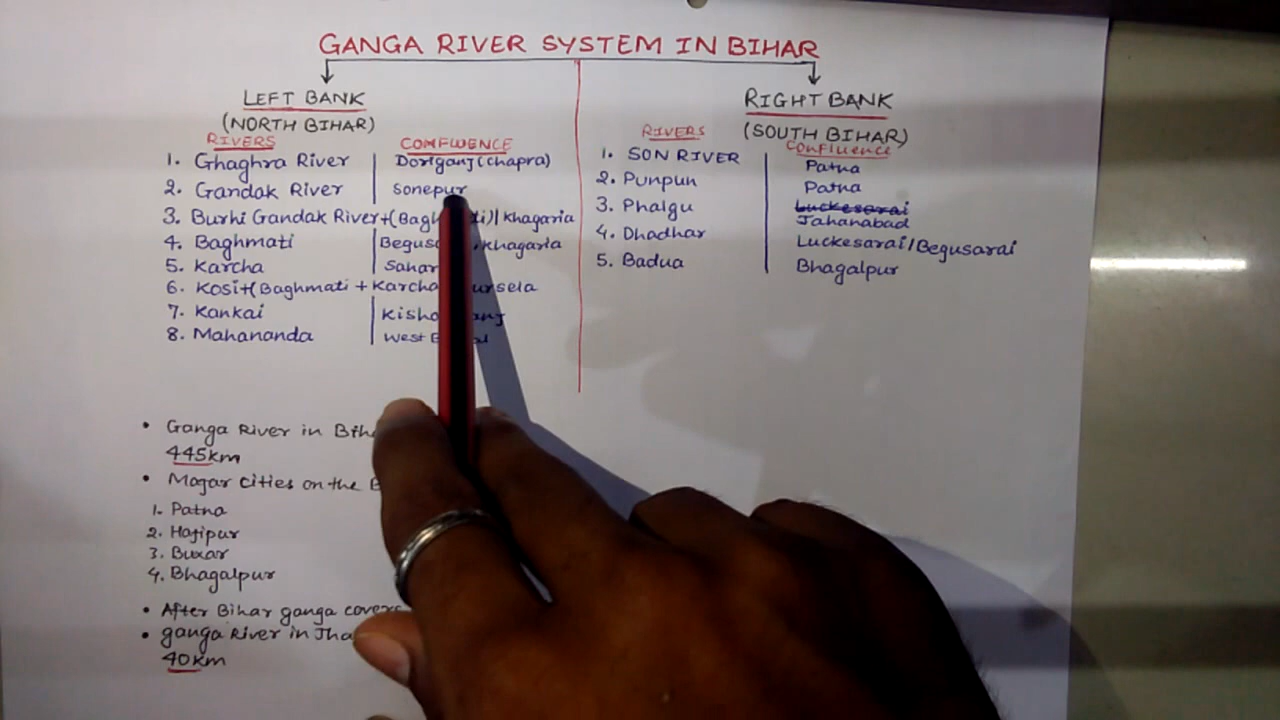 GANGA RIVER SYSTEM IN BIHAR
LEFT BANK
(NORTH BIHAR)
RIVERS CONFLUENCE
1. Ghaghra River Doriganj (Chapra)
2. Gandak River Sonepur
3. Burhi Gandak River+( Khagaria
4. Baghmati Khagaria
5. Karcha
6. Kosi+(Baghmati + Karcha
7. Kankai
8. Mahananda West
RIGHT BANK
(SOUTH BIHAR)
RIVERS Confluence
1. SON RIVER Patna
2. Punpun Patna
3. Phalgu Luckesarai
Jahanabad
4. Dhadhar Luckesarai/Begusarai
5. Badua Bhagalpur
• Ganga River in
445km
• Magar cities on the
1. Patna
2. Hajipur
3. Buxar
4. Bhagalpur
• After Bihar ganga covers
• ganga River in
40km